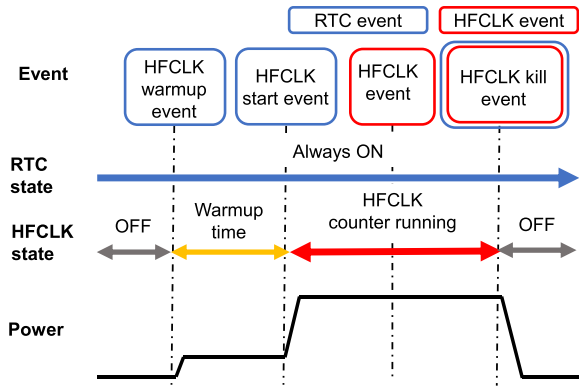 RTC event
HFCLK event
Event
HFCLK
warmup
event
HFCLK
start event
HFCLK
event
HFCLK kill
event
RTC
state
Always ON
HFCLK
state
OFF
Warmup
time
HFCLK
counter running
OFF
Power